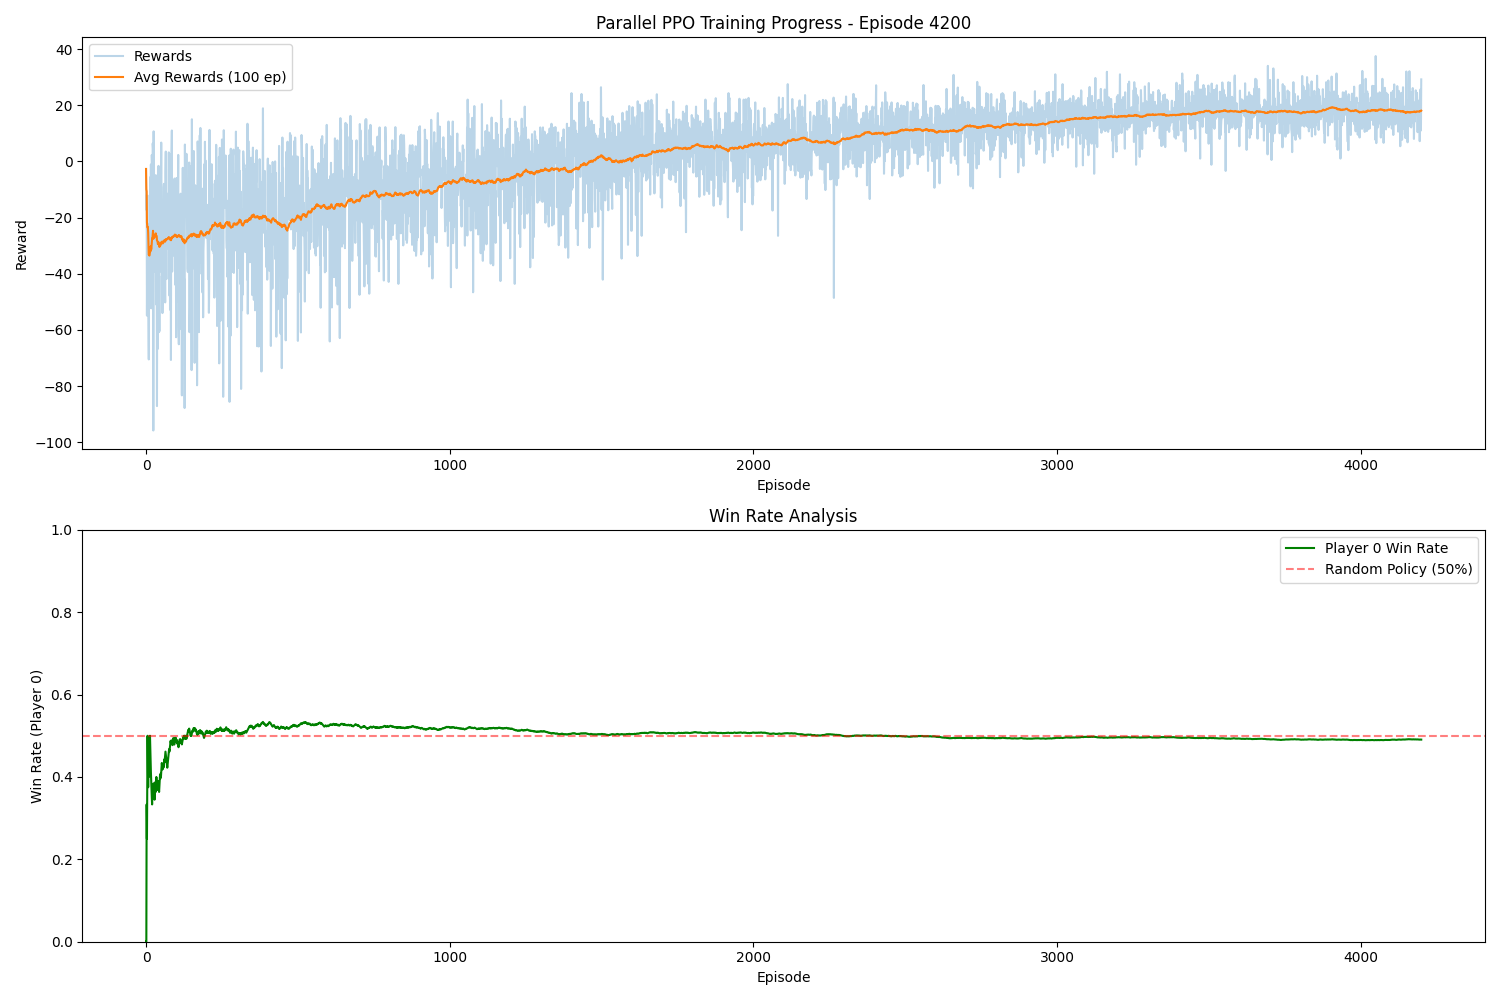 Parallel PPO Training Progress - Episode 4200
Rewards
Avg Rewards (100 ep)
40
20
0
−20
−40
−60
−80
−100
Reward
0 1000 2000 3000 4000
Episode
Win Rate Analysis
Player 0 Win Rate
Random Policy (50%)
1.0
0.8
0.6
0.4
0.2
0.0
Win Rate (Player 0)
0 1000 2000 3000 4000
Episode